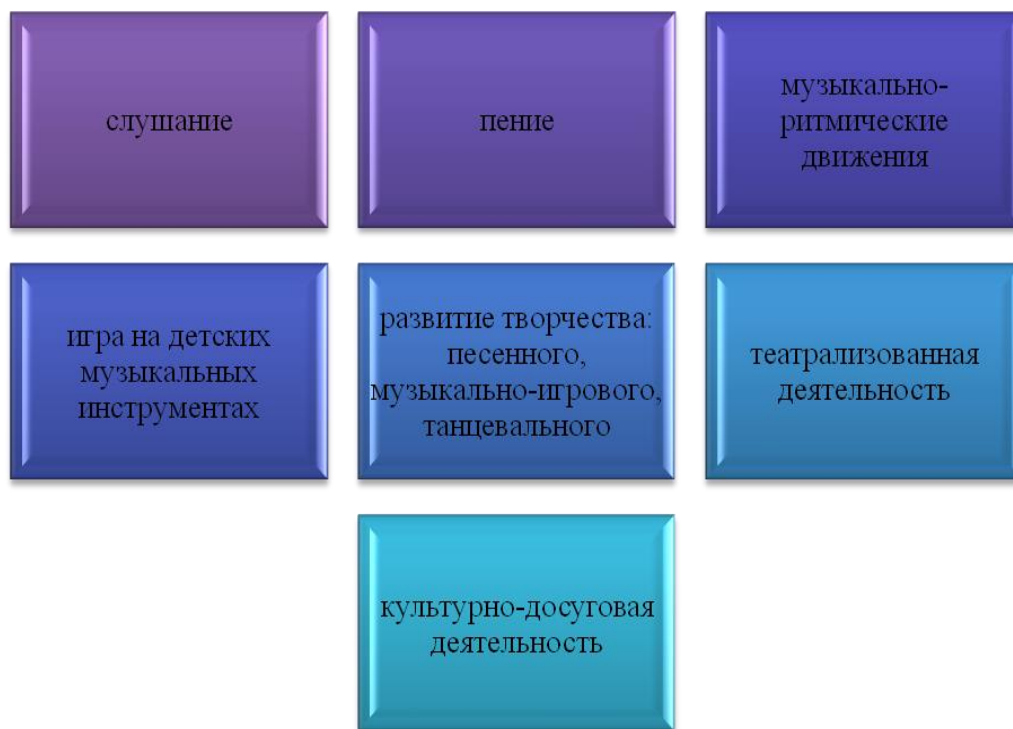 слушание
пение
музыкально-
ритмические
движения
игра на детских
музыкальных
инструментах
развитие творчества:
песенного,
музыкально-игрового,
танцевального
театрализованная
деятельность
культурно-досуговая
деятельность